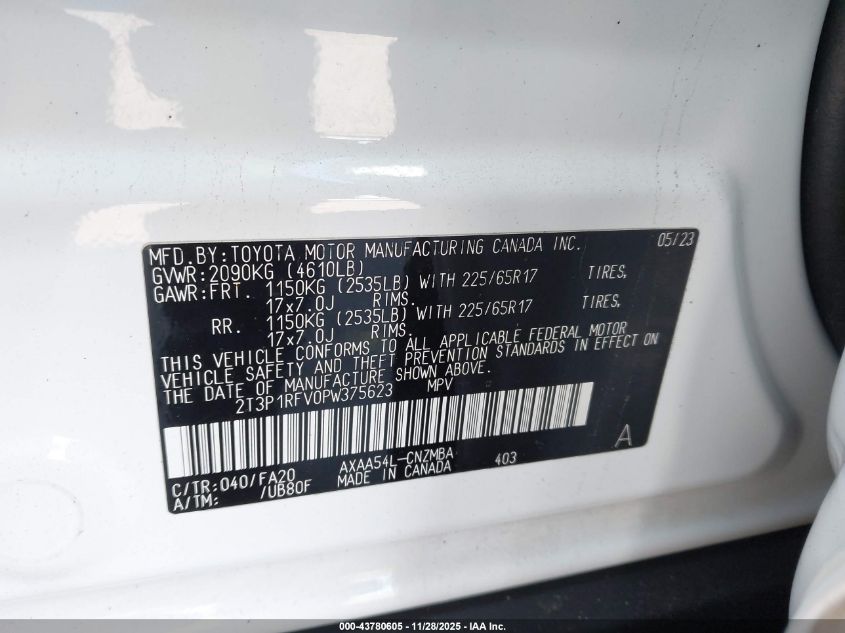 MFD.BY:TOYOTA MOTOR MANUFACTURING CANADA INC. 05/23
GVWR:2090KG (4610LB)
GAWR:FRT. 1150KG (2535LB) WITH 225/65R17 TIRES,
17x7.0J RIMS.
RR. 1150KG (2535LB) WITH 225/65R17 TIRES,
17x7.0J RIMS.
THIS VEHICLE CONFORMS TO ALL APPLICABLE FEDERAL MOTOR
VEHICLE SAFETY AND THEFT PREVENTION STANDARDS IN EFFECT ON
THE DATE OF MANUFACTURE SHOWN ABOVE.
2T3P1RFV0PW375623 MPV
A
C/TR:040/FA20 AXAA54L-CNZMBA 403
A/TM: /UB80F MADE IN CANADA
000-43780605 - 11/28/2025 - IAA Inc.